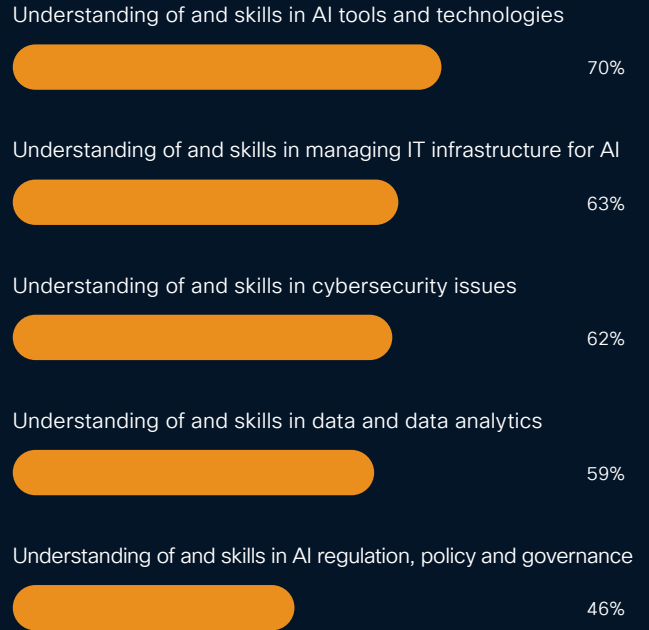 Understanding of and skills in AI tools and technologies
70%
Understanding of and skills in managing IT infrastructure for AI
63%
Understanding of and skills in cybersecurity issues
62%
Understanding of and skills in data and data analytics
59%
Understanding of and skills in AI regulation, policy and governance
46%